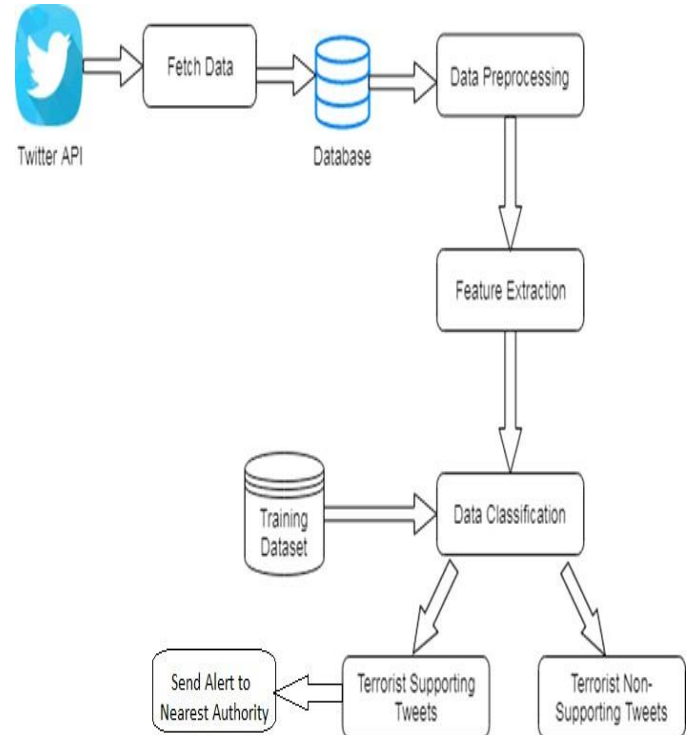 Fetch Data
Data Preprocessing
Twitter API
Database
Feature Extraction
Training
Dataset
Data Classification
Send Alert to
Nearest Authority
Terrorist Supporting
Tweets
Terrorist Non-
Supporting Tweets